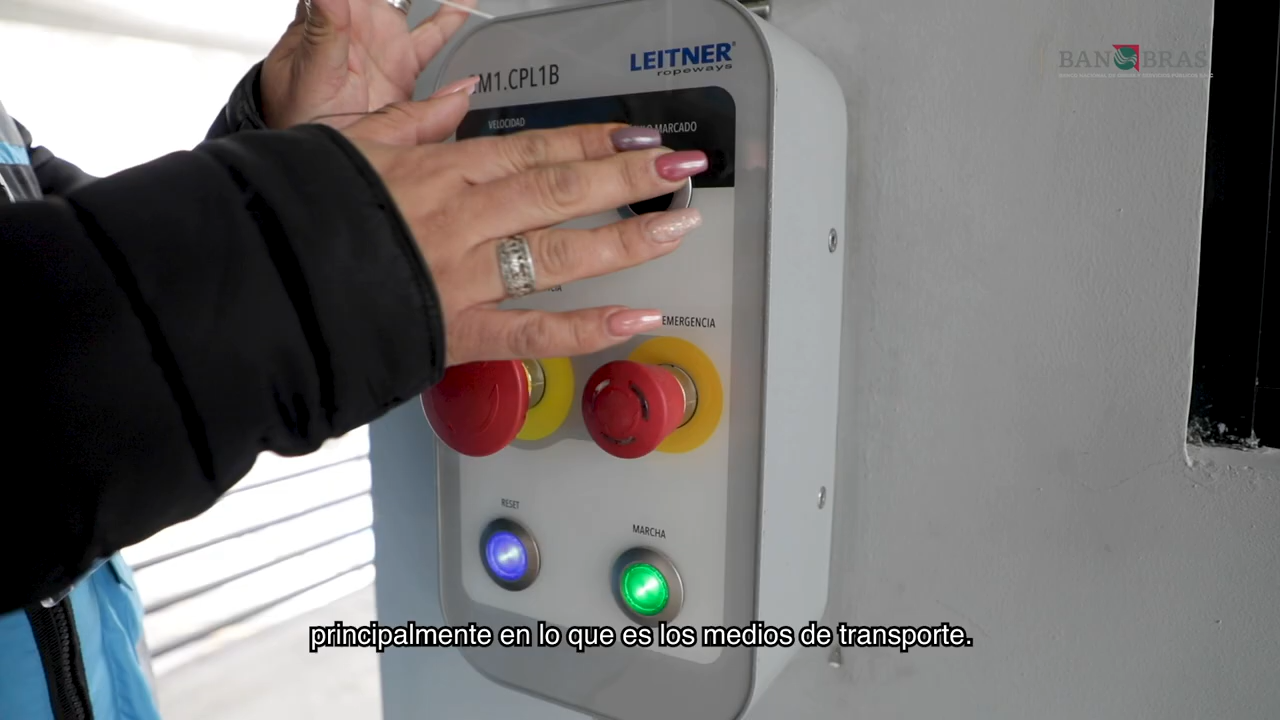 LEITNER®
ropeways
M1.CPL1B
BANOBRAS
VELOCIDAD
MARCADO
EMERGENCIA
RESET
MARCHA
principalmente en lo que es los medios de transporte.